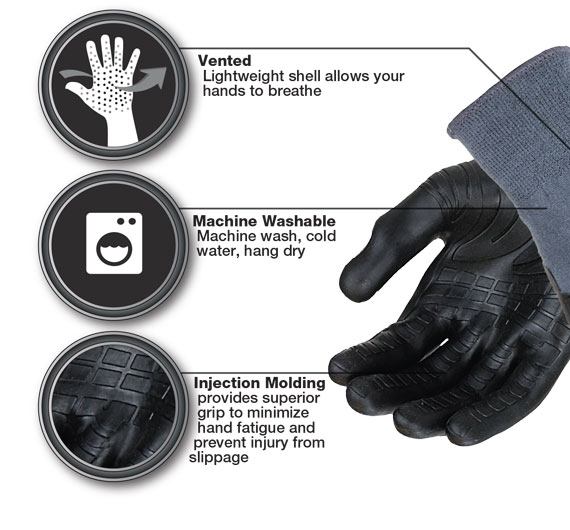 Vented
Lightweight shell allows your
hands to breathe
Machine Washable
Machine wash, cold
water, hang dry
Injection Molding
provides superior
grip to minimize
hand fatigue and
prevent injury from
slippage